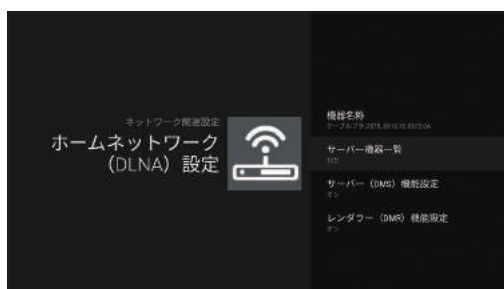 ネットワーク関連設定
ホームネットワーク
（DLNA）設定
機器名称
サーバー機器一覧
サーバー（DMS）機能設定
オン
レンダラー（DMR）機能設定
オン